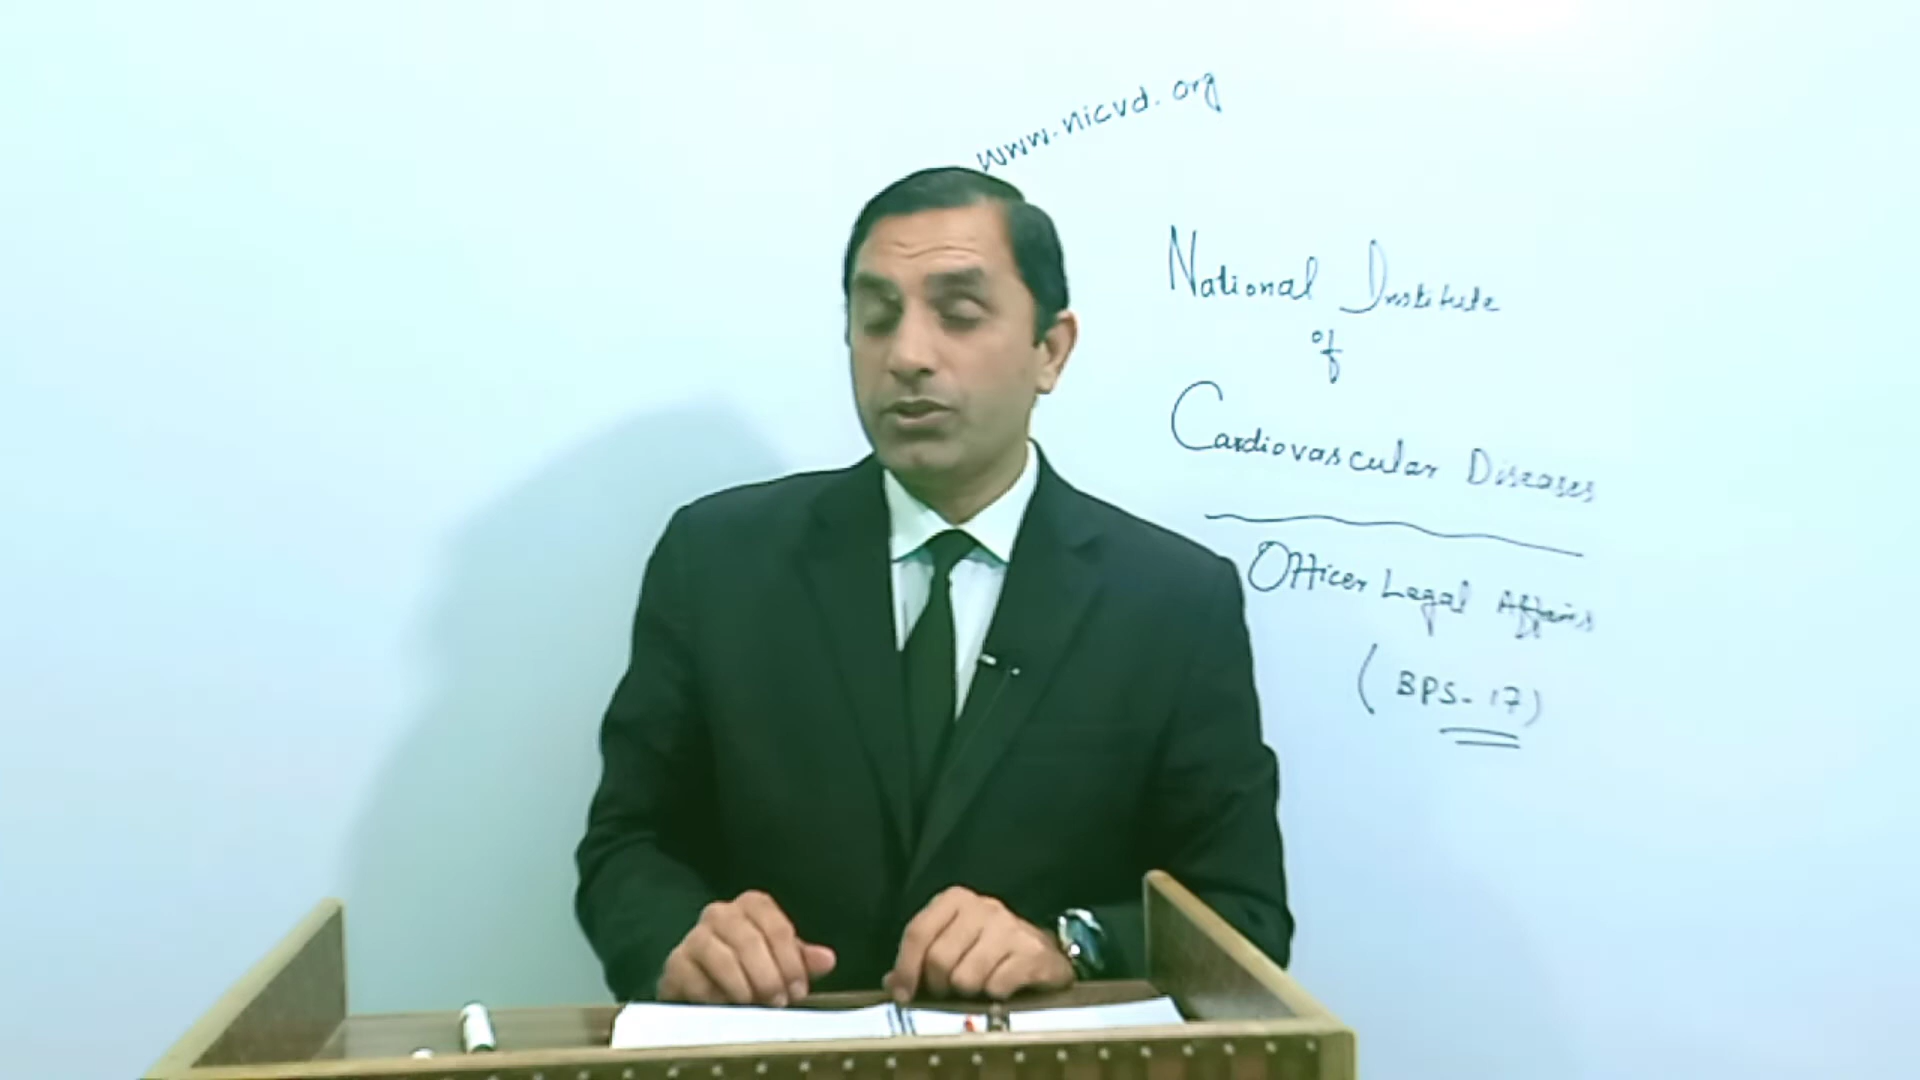 www.nicvd.org
National Institute
of
Cardiovascular Diseases
Officer Legal Affairs
(BPS-17)